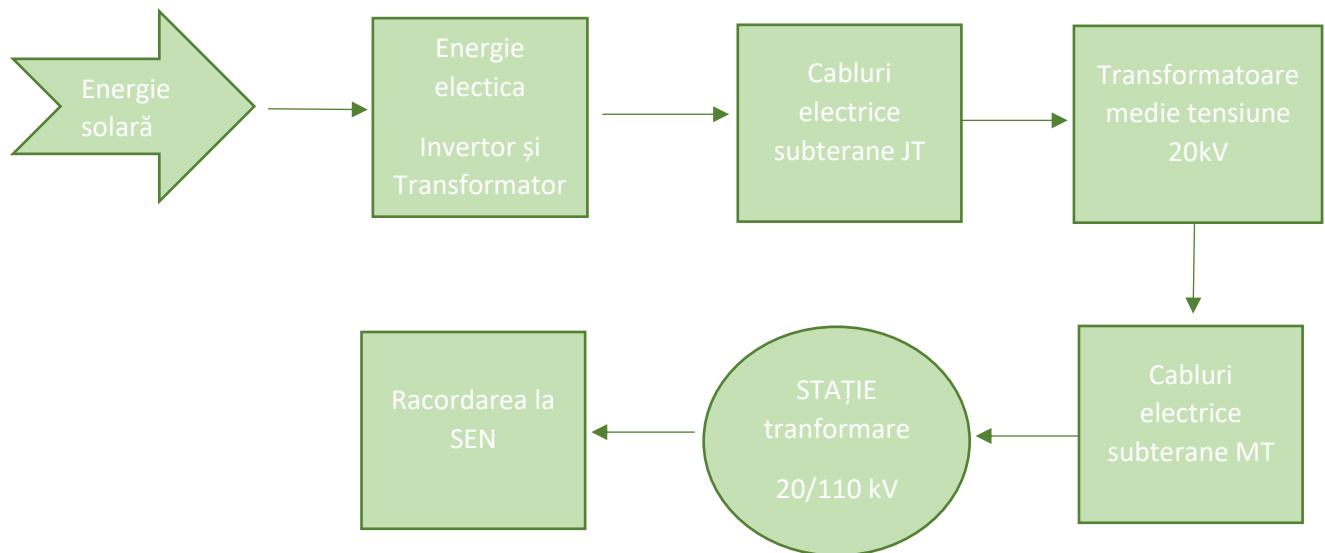 Energie
solară
Energie
electica
Invertor și
Transformator
Cabluri
electrice
subterane JT
Transformatoare
medie tensiune
20kV
Cabluri
electrice
subterane MT
STAȚIE
tranformare
20/110 kV
Racordarea la
SEN